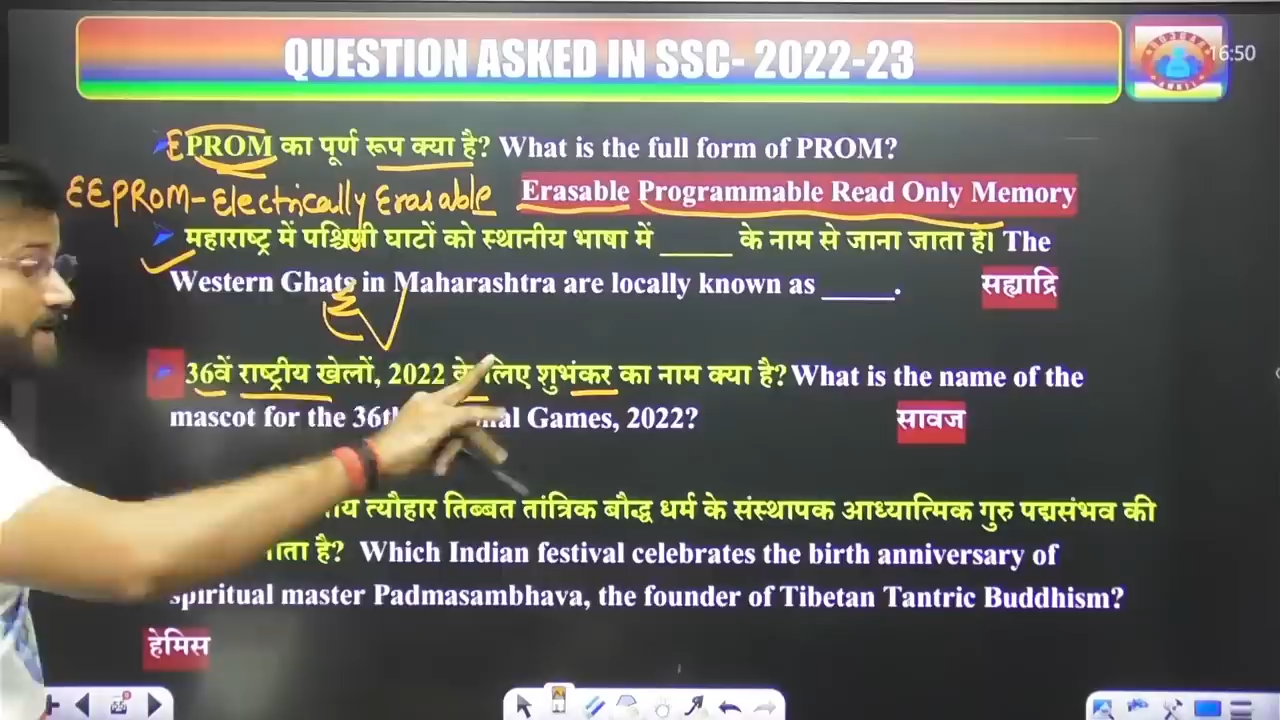 QUESTION ASKED IN SSC- 2022-23
16:50
EPROM का पूर्ण रूप क्या है? What is the full form of PROM?
EEPROM-Electrically Erasable Erasable Programmable Read Only Memory
महाराष्ट्र में पश्चिमी घाटों को स्थानीय भाषा में _____ के नाम से जाना जाता है। The
Western Ghats in Maharashtra are locally known as _____. सह्याद्रि
36वें राष्ट्रीय खेलों, 2022 के लिए शुभंकर का नाम क्या है? What is the name of the
mascot for the Games, 2022? सावज
त्यौहार तिब्बत तांत्रिक बौद्ध धर्म के संस्थापक आध्यात्मिक गुरु पद्मसंभव की
है? Which Indian festival celebrates the birth anniversary of
spiritual master Padmasambhava, the founder of Tibetan Tantric Buddhism?
हेमिस